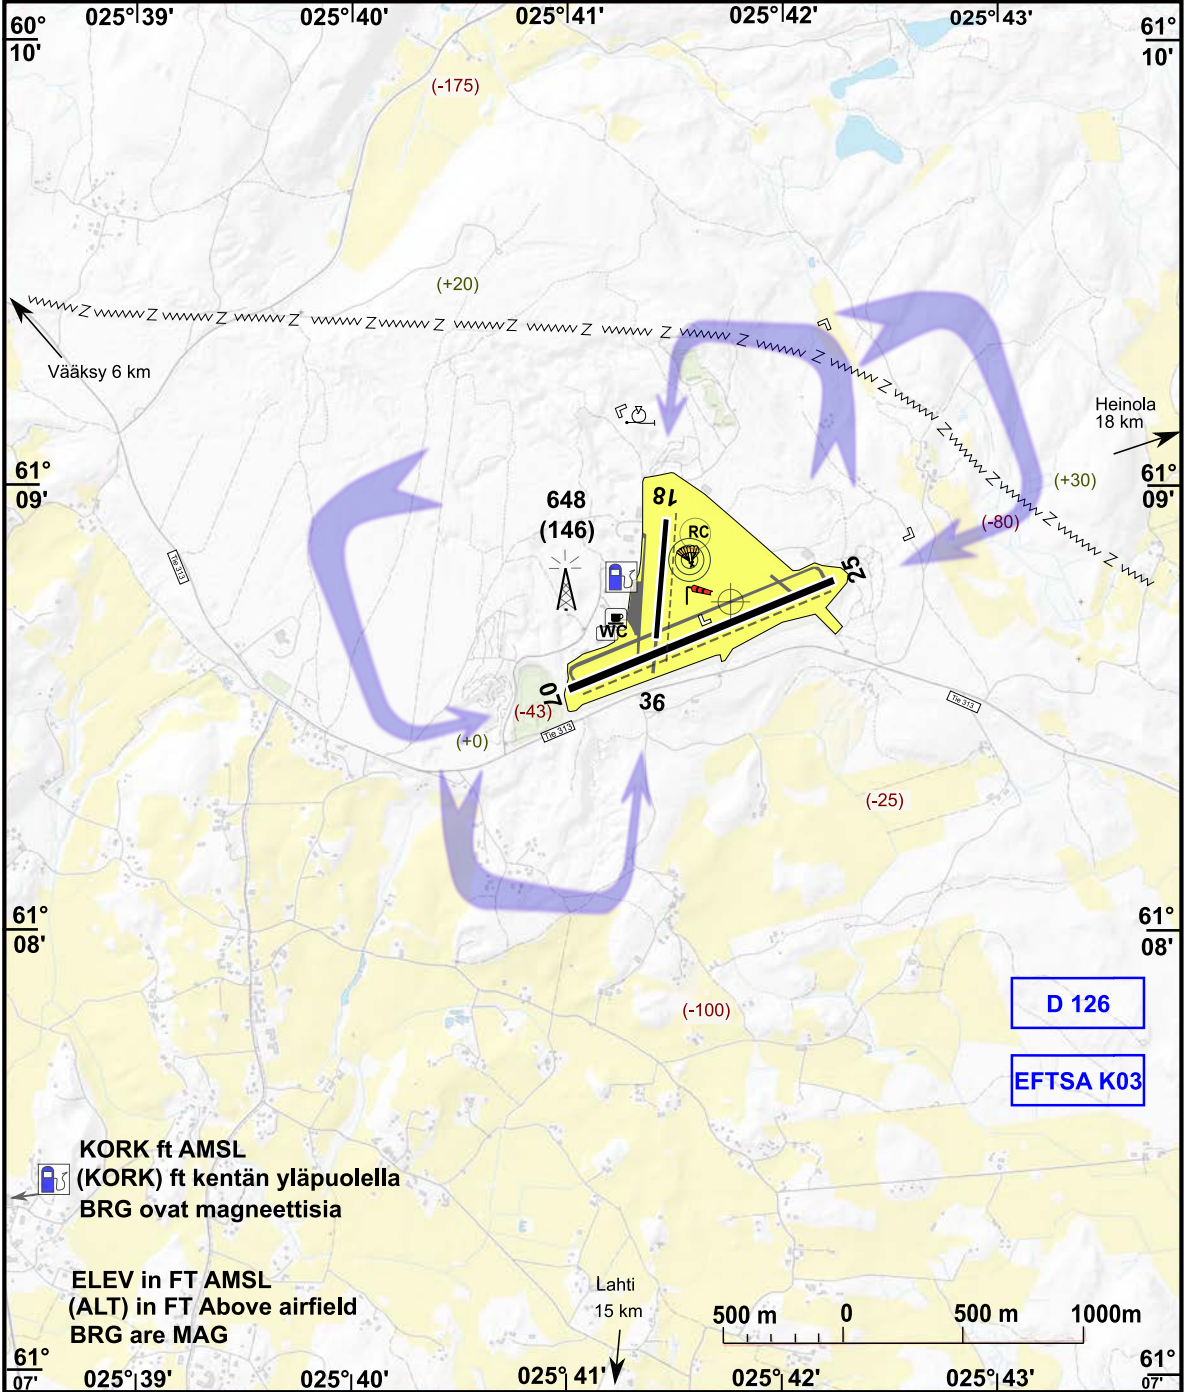 025°39' 025°40' 025°41' 025°42' 025°43'
60°
10'
61°
10'
(-175)
(+20)
Vääksy 6 km
Heinola
18 km
61°
09'
61°
09'
(+30)
(-80)
648
(146)
18
RC
Tie 313
25
WC
07
36
(-43)
(+0)
Tie 313
Tie 313
(-25)
61°
08'
61°
08'
(-100)
D 126
EFTSA K03
KORK ft AMSL
(KORK) ft kentän yläpuolella
BRG ovat magneettisia
ELEV in FT AMSL
(ALT) in FT Above airfield
BRG are MAG
Lahti
15 km
500 m 0 500 m 1000m
61°
07'
61°
07'
025°39' 025°40' 025°41' 025°42' 025°43'
Z Z Z Z Z Z Z Z Z Z Z Z Z Z Z Z